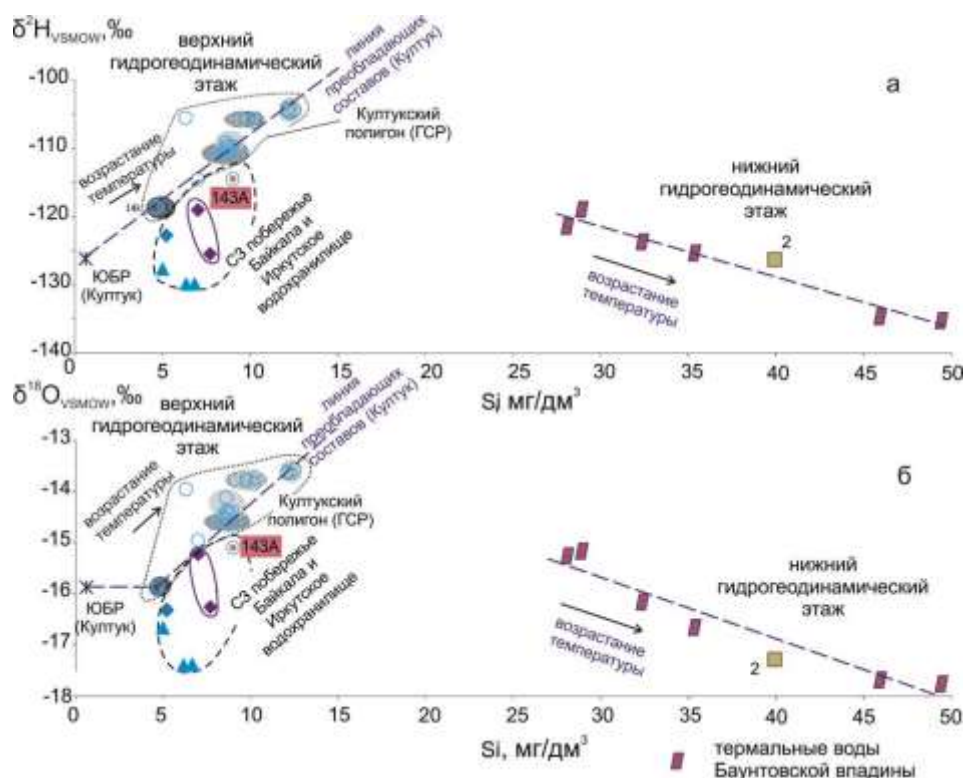 δ²H VSMOW, ‰
верхний
гидрогеодинамический
этаж
линия
преобладающих
составов (Култук)
а
-100
возрастание
температуры
Култукский
полигон (ГСР)
-110
нижний
гидрогеодинамический
этаж
143А
-120
2
ЮБР
(Култук)
СЗ побережье
Байкала и
Иркутское
водохранилище
-130
возрастание
температуры
-140
0 5 10 15 20 25 30 35 40 45 50
Si, мг/дм³
δ¹⁸O VSMOW, ‰
верхний
гидрогеодинамический
этаж
линия
преобладающих
составов (Култук)
-13
б
возрастание
температуры
-14
Култукский
полигон (ГСР)
-15
143А
нижний
гидрогеодинамический
этаж
-16
ЮБР
(Култук)
СЗ побережье
Байкала и
Иркутское
водохранилище
возрастание
температуры
2
-17
-18
0 5 10 15 20 25 30 35 40 45 50
Si, мг/дм³
термальные воды
Баунтовской впадины